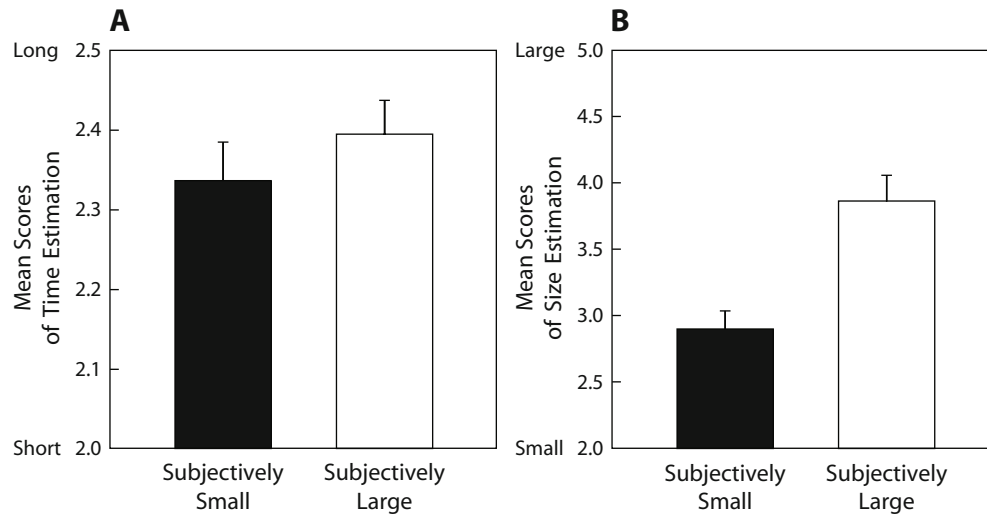 A
Long 2.5
2.4
2.3
2.2
2.1
Short 2.0
Mean Scores
of Time Estimation
Subjectively
Small
Subjectively
Large
B
Large 5.0
4.5
4.0
3.5
3.0
2.5
Small 2.0
Mean Scores
of Size Estimation
Subjectively
Small
Subjectively
Large